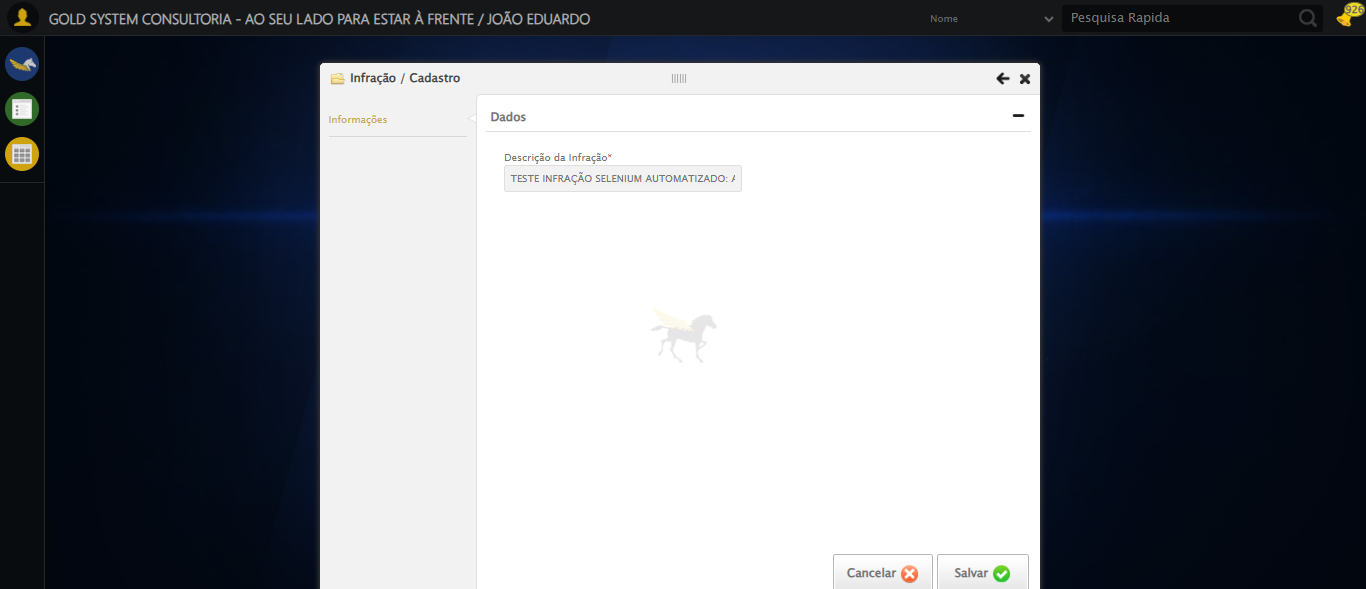 GOLD SYSTEM CONSULTORIA - AO SEU LADO PARA ESTAR À FRENTE / JOÃO EDUARDO
Nome
Pesquisa Rapida
926
Infração / Cadastro
Informações
Dados
Descrição da Infração*
TESTE INFRAÇÃO SELENIUM AUTOMATIZADO:
Cancelar
Salvar